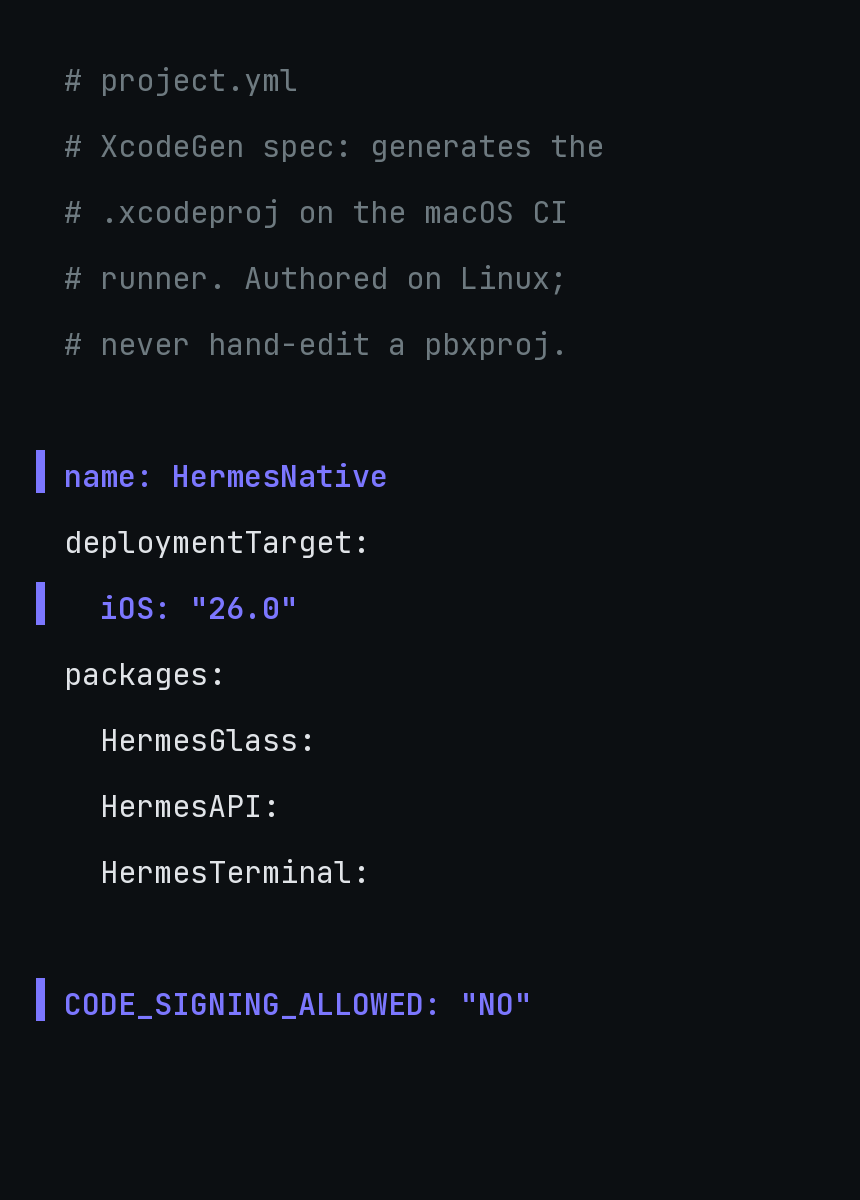 # project.yml
# XcodeGen spec: generates the
# .xcodeproj on the macOS CI
# runner. Authored on Linux;
# never hand-edit a pbxproj.
name: HermesNative
deploymentTarget:
  iOS: "26.0"
packages:
  HermesGlass:
  HermesAPI:
  HermesTerminal:
CODE_SIGNING_ALLOWED: "NO"